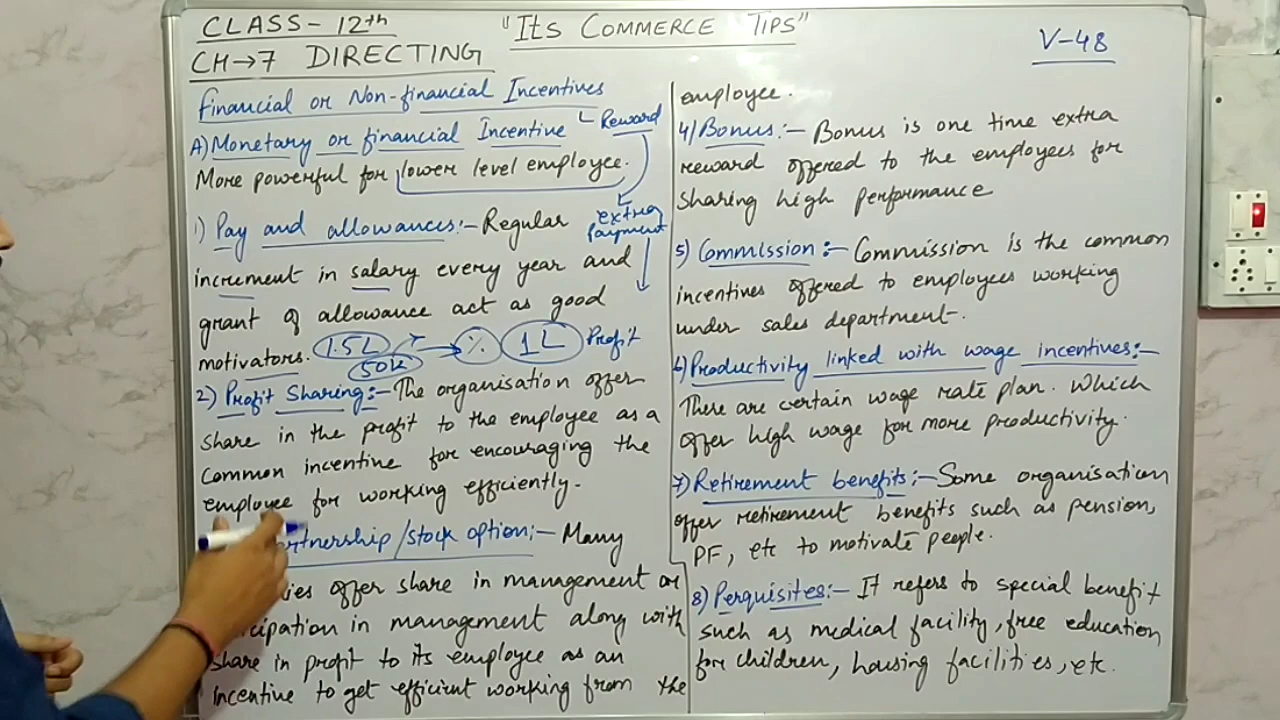 CLASS- 12th
"ITS COMMERCE TIPS"
V-48
CH→7 DIRECTING
Financial or Non-financial Incentives
Reward
A) Monetary or financial Incentive
More powerful for lower level employee.
extra
payment
1) Pay and allowances:- Regular
increment in salary every year and
grant of allowance act as good
motivators.
1.5L
50k
%
1L
Profit
2) Profit Sharing:- The organisation offer
share in the profit to the employee as a
common incentive for encouraging the
employee for working efficiently.
rtnership/stock option:- Many
ies offer share in management or
icipation in management along with
share in profit to its employee as an
incentive to get efficient working from the
employee.
4) Bonus:- Bonus is one time extra
reward offered to the employees for
sharing high performance
5) Commission:- Commission is the common
incentives offered to employees working
under sales department.
6) Productivity linked with wage incentives:-
There are certain wage rate plan. Which
offer high wage for more productivity.
7) Retirement benefits:- Some organisation
offer retirement benefits such as pension,
PF, etc to motivate people.
8) Perquisites:- It refers to special benefit
such as medical facility, free education
for children, housing facilities, etc.